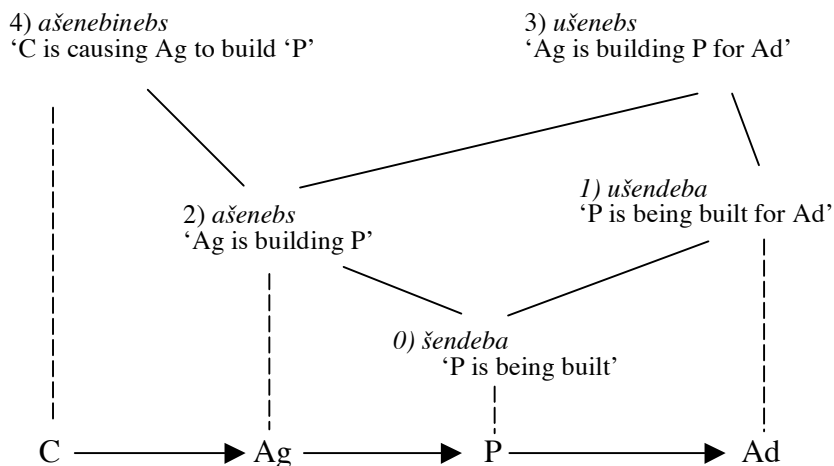 4) ašenebinebs
‘C is causing Ag to build ‘P’
3) ušenebs
‘Ag is building P for Ad’
2) ašenebs
‘Ag is building P’
1) ušendeba
‘P is being built for Ad’
0) šendeba
‘P is being built’
C Ag P Ad